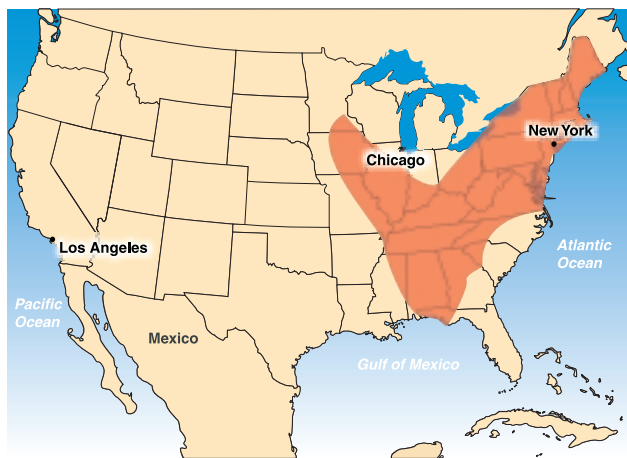 New York
Chicago
Los Angeles
Atlantic
Ocean
Pacific
Ocean
Mexico
Gulf of Mexico